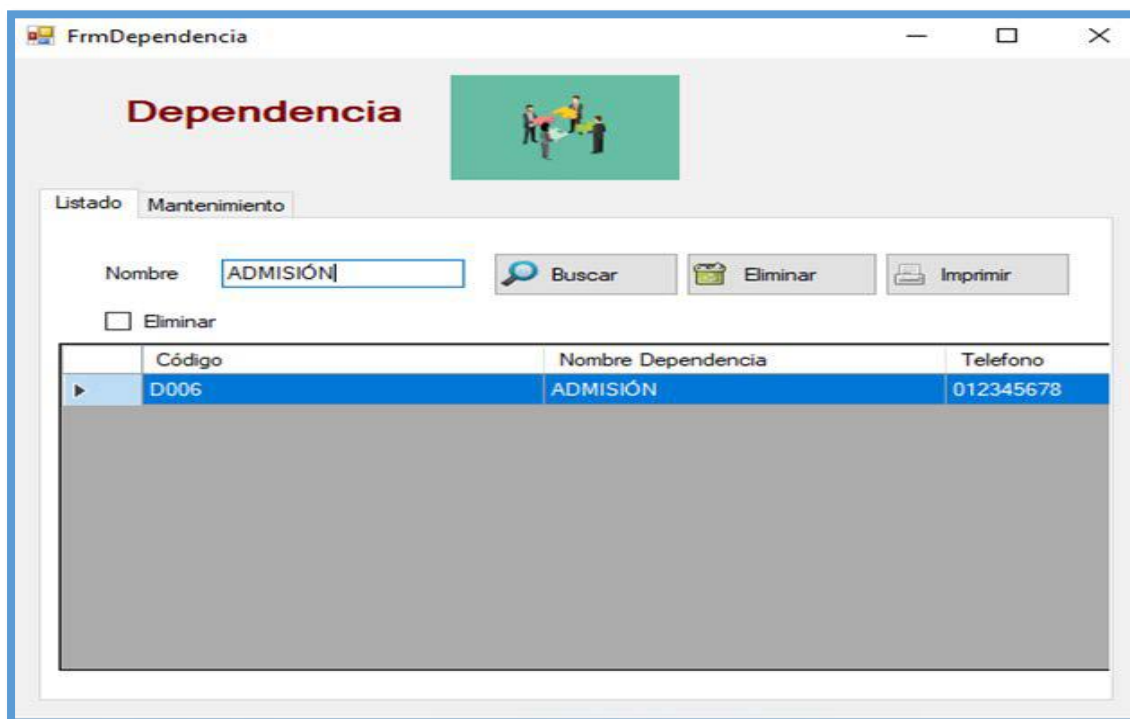 FrmDependencia
Dependencia
Listado Mantenimiento
Nombre ADMISIÓN Buscar Eliminar Imprimir
Eliminar
Código Nombre Dependencia Telefono
D006 ADMISIÓN 012345678